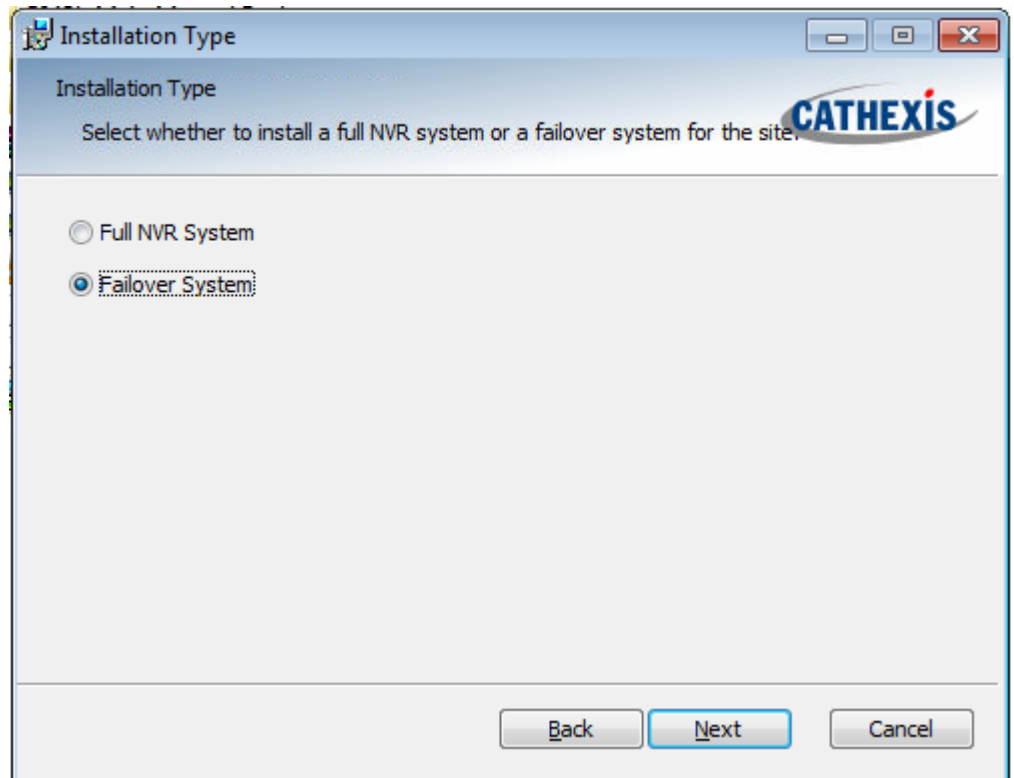 Installation Type
Installation Type
Select whether to install a full NVR system or a failover system for the site.
CATHEXIS
Full NVR System
Failover System
Back
Next
Cancel